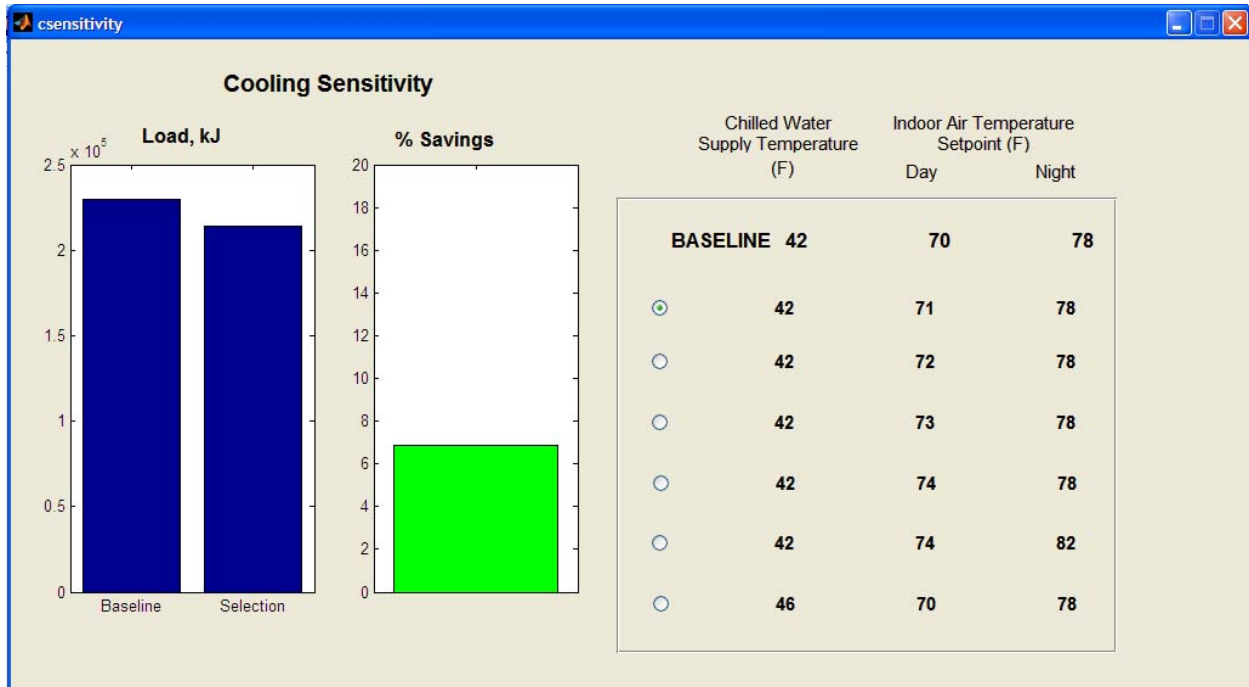 csensitivity
Cooling Sensitivity
Load, kJ
x 10^5
2.5
2
1.5
1
0.5
0
Baseline Selection
% Savings
20
18
16
14
12
10
8
6
4
2
0
Chilled Water
Supply Temperature
(F)
Indoor Air Temperature
Setpoint (F)
Day Night
BASELINE 42 70 78
42 71 78
42 72 78
42 73 78
42 74 78
42 74 82
46 70 78